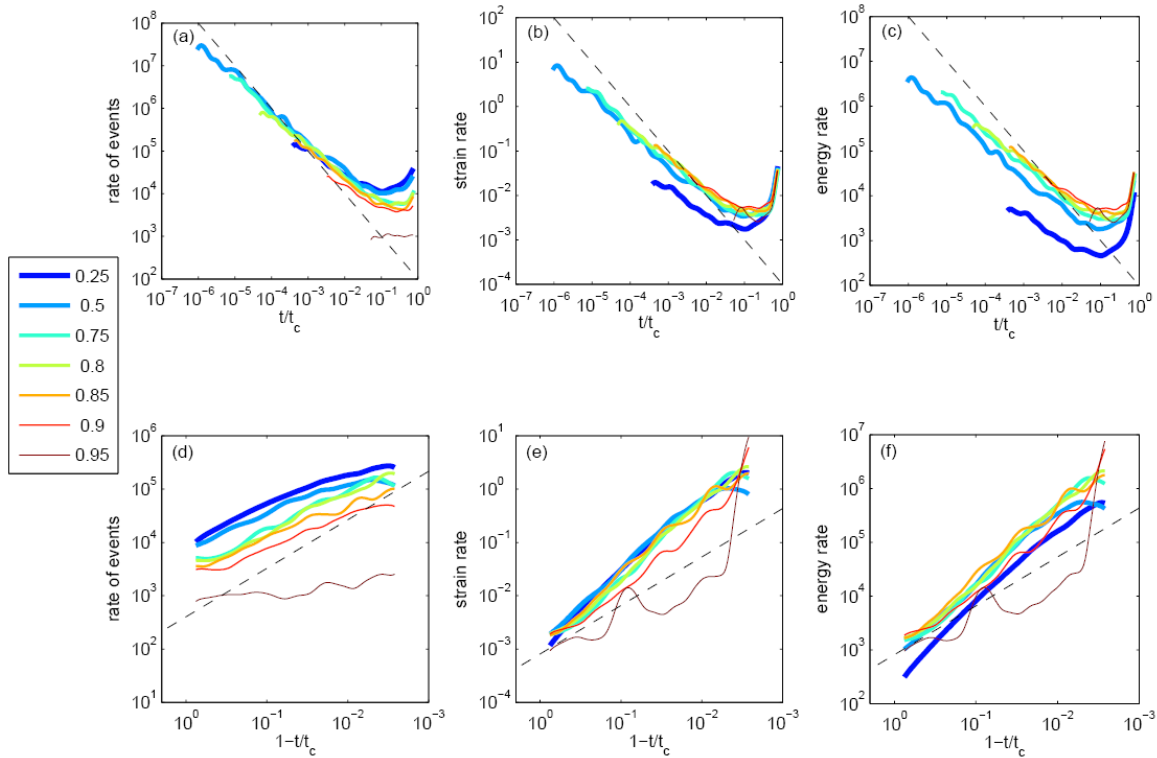 (a)
rate of events
10^8
10^7
10^6
10^5
10^4
10^3
10^2
10^-7 10^-6 10^-5 10^-4 10^-3 10^-2 10^-1 10^0
t/t_c
(b)
strain rate
10^2
10^0
10^-1
10^-2
10^-3
10^-4
10^-7 10^-6 10^-5 10^-4 10^-3 10^-2 10^-1 10^0
t/t_c
(c)
energy rate
10^8
10^7
10^6
10^5
10^4
10^3
10^2
10^-7 10^-6 10^-5 10^-4 10^-3 10^-2 10^-1 10^0
t/t_c
0.25
0.5
0.75
0.8
0.85
0.9
0.95
(d)
rate of events
10^6
10^5
10^4
10^3
10^2
10^1
10^0 10^-1 10^-2 10^-3
1−t/t_c
(e)
strain rate
10^1
10^0
10^-1
10^-2
10^-3
10^-4
10^0 10^-1 10^-2 10^-3
1−t/t_c
(f)
energy rate
10^7
10^6
10^5
10^4
10^3
10^2
10^0 10^-1 10^-2 10^-3
1−t/t_c